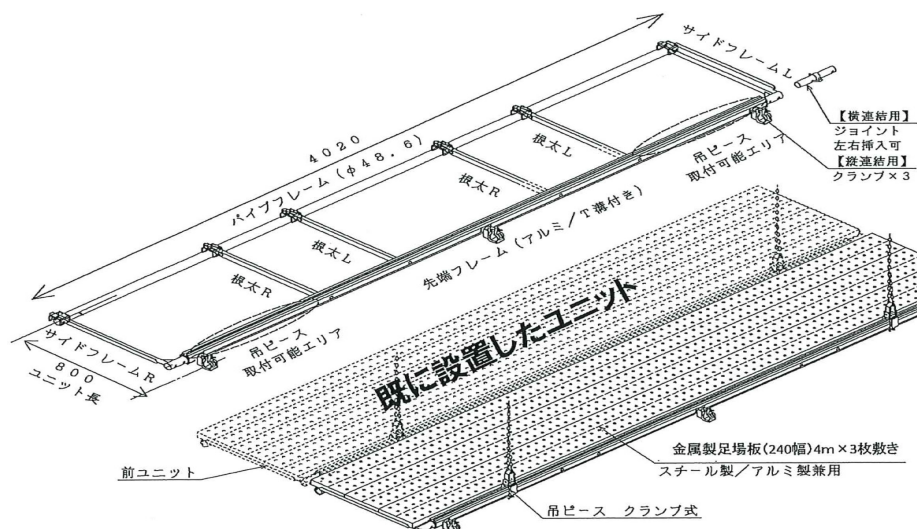 サイドフレームL
【横連結用】
ジョイント
左右挿入可
【縦連結用】
クランプ×3
4020
パイプフレーム(φ48.6)
根太L
根太R
根太L
根太R
吊ピース
取付可能エリア
先端フレーム(アルミ/T溝付き)
吊ピース
取付可能エリア
サイドフレームR
800
ユニット長
既に設置したユニット
前ユニット
金属製足場板(240幅)4m×3枚敷き
スチール製/アルミ製兼用
吊ピース クランプ式